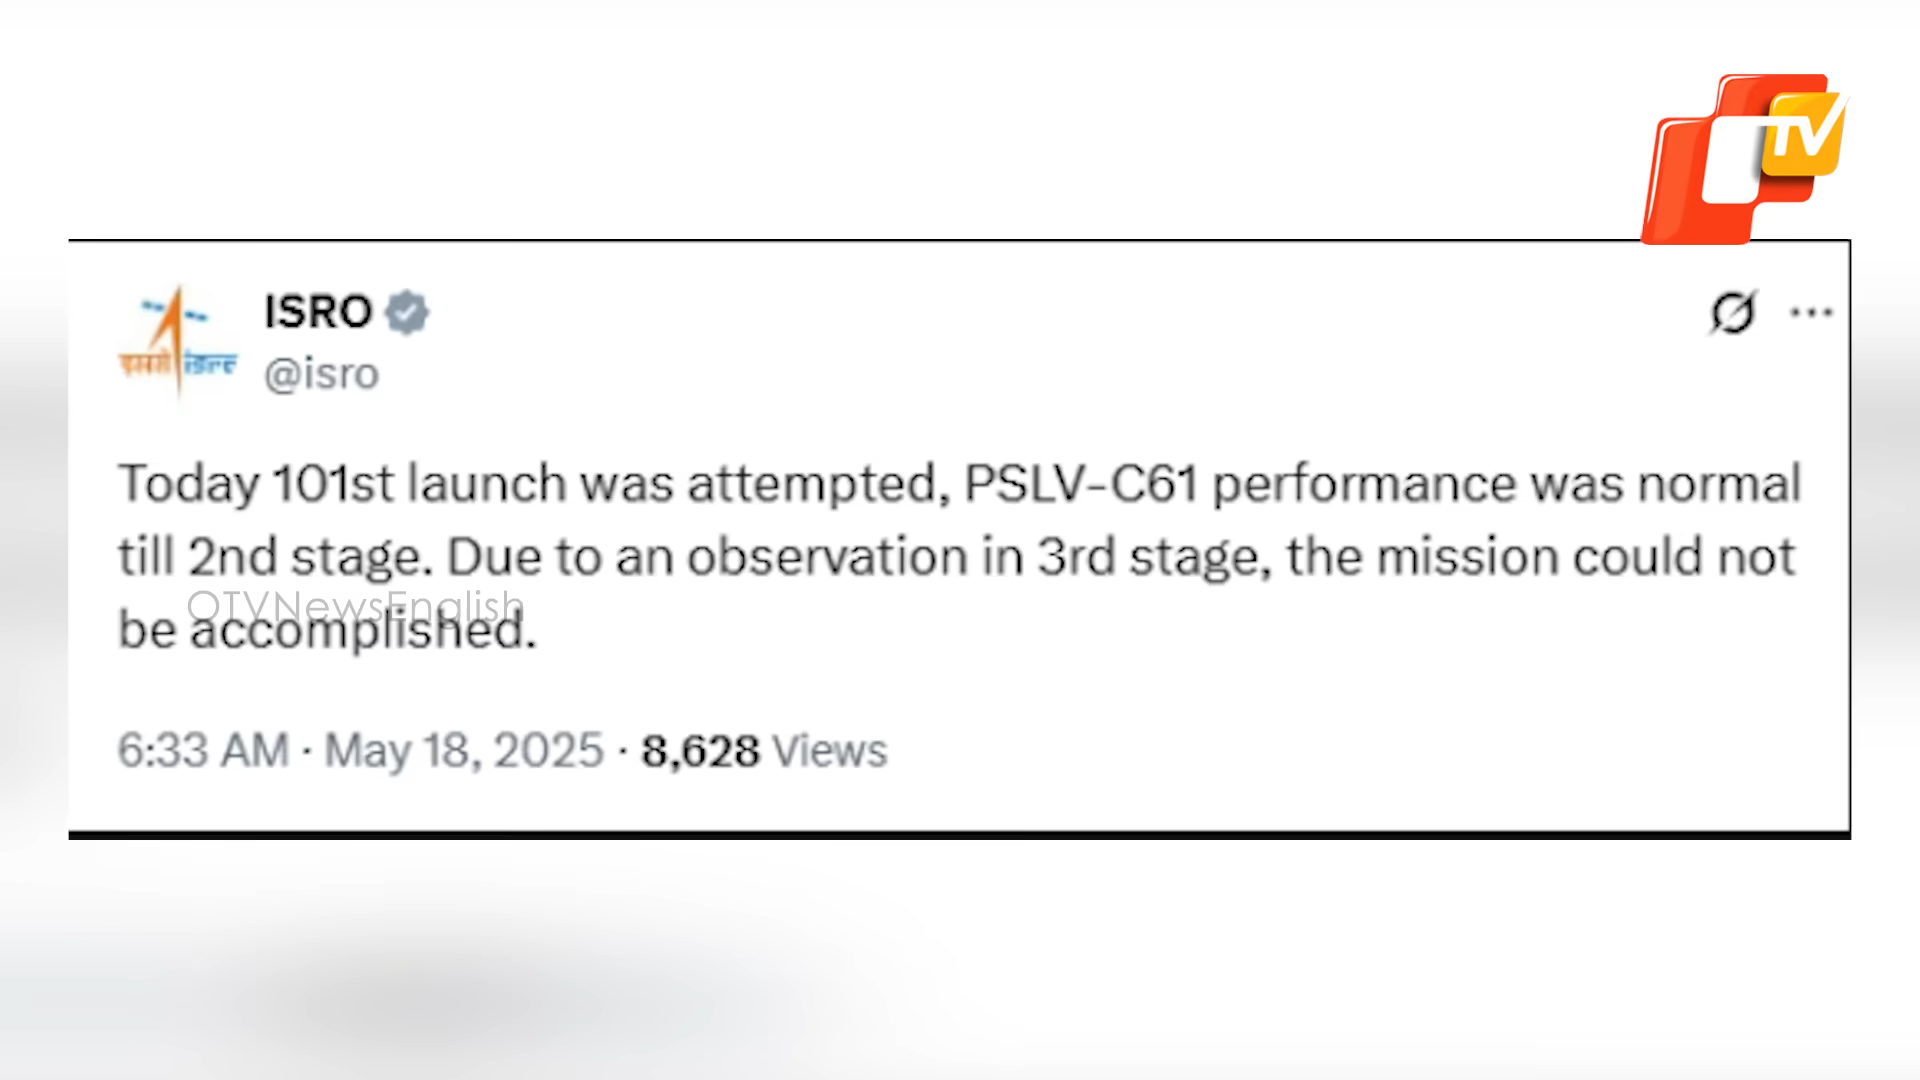 TV
ISRO
@isro
इसरो isro
Today 101st launch was attempted, PSLV-C61 performance was normal
till 2nd stage. Due to an observation in 3rd stage, the mission could not
be accomplished.
OTVNewsEnglish
6:33 AM · May 18, 2025 · 8,628 Views